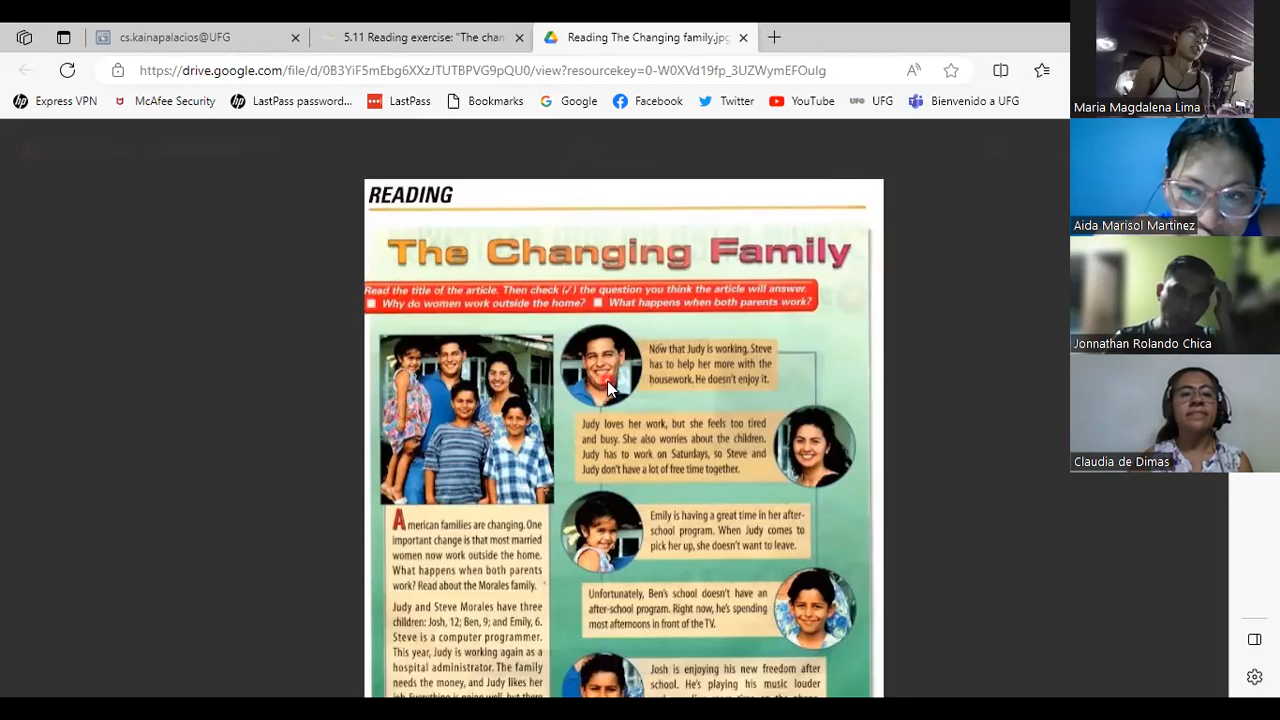 cs.kainapalacios@UFG
5.11 Reading exercise: "The chan
Reading The Changing family.jpg
https://drive.google.com/file/d/0B3YiF5mEbg6XXzJTUTBPVG9pQU0/view?resourcekey=0-W0XVd19fp_3UZWymEFOuIg
Express VPN
McAfee Security
LastPass password...
LastPass
Bookmarks
Google
Facebook
Twitter
YouTube
UFG
Bienvenido a UFG
READING
The Changing Family
Read the title of the article. Then check (✓) the question you think the article will answer.
Why do women work outside the home? What happens when both parents work?
American families are changing. One
important change is that most married
women now work outside the home.
What happens when both parents
work? Read about the Morales family.
Judy and Steve Morales have three
children: Josh, 12; Ben, 9; and Emily, 6.
Steve is a computer programmer.
This year, Judy is working again as a
hospital administrator. The family
needs the money, and Judy likes her
job. Everything is going well, but there
Now that Judy is working, Steve
has to help her more with the
housework. He doesn't enjoy it.
Judy loves her work, but she feels too tired
and busy. She also worries about the children.
Judy has to work on Saturdays, so Steve and
Judy don't have a lot of free time together.
Emily is having a great time in her after-
school program. When Judy comes to
pick her up, she doesn't want to leave.
Unfortunately, Ben's school doesn't have an
after-school program. Right now, he's spending
most afternoons in front of the TV.
Josh is enjoying his new freedom after
school. He's playing his music louder
Maria Magdalena Lima
Aida Marisol Martinez
Jonnathan Rolando Chica
Claudia de Dimas